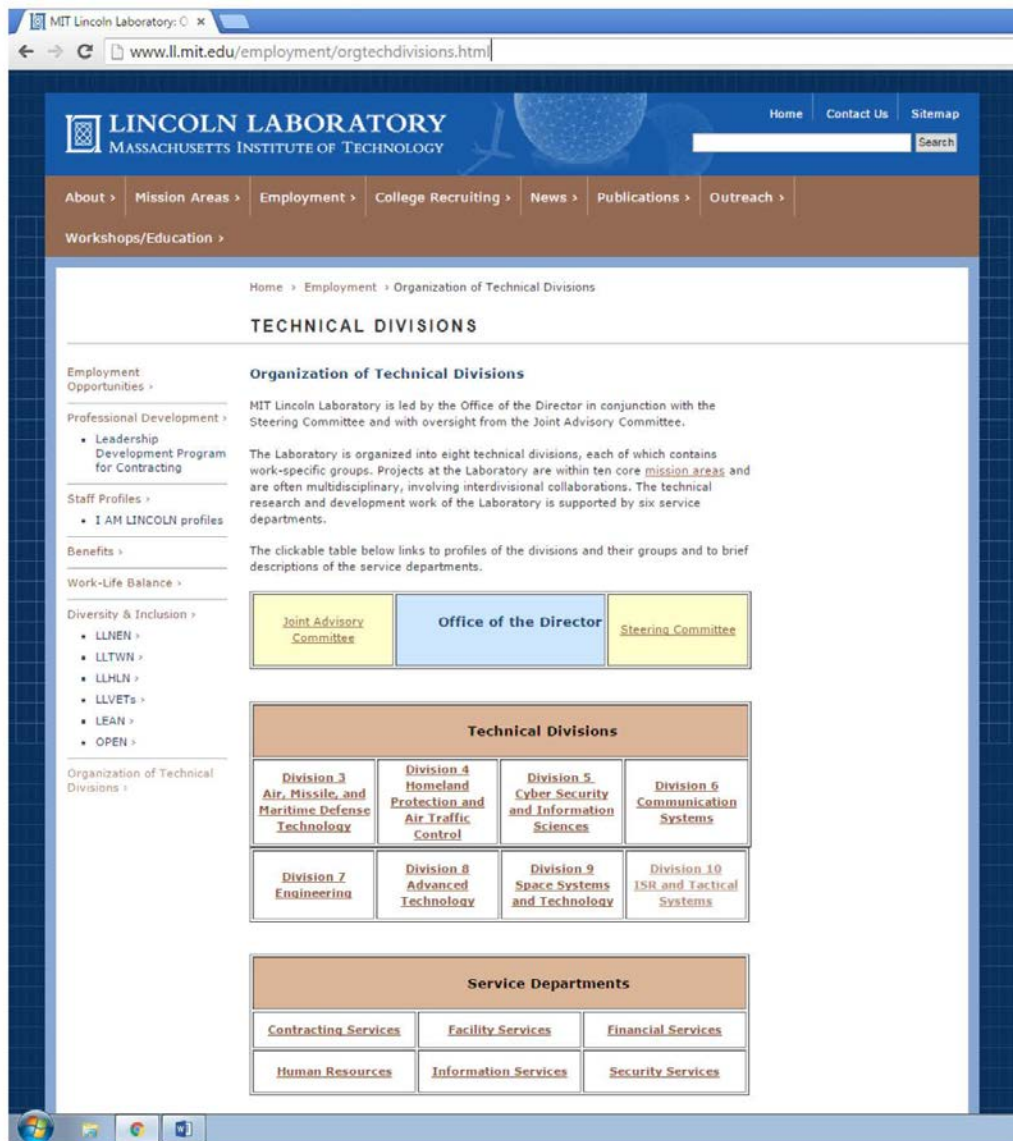 MIT Lincoln Laboratory: O
www.ll.mit.edu/employment/orgtechdivisions.html
LINCOLN LABORATORY
MASSACHUSETTS INSTITUTE OF TECHNOLOGY
Home Contact Us Sitemap
Search
About › Mission Areas › Employment › College Recruiting › News › Publications › Outreach ›
Workshops/Education ›
Home › Employment › Organization of Technical Divisions
TECHNICAL DIVISIONS
Employment
Opportunities ›
Professional Development ›
• Leadership
Development Program
for Contracting
Staff Profiles ›
• I AM LINCOLN profiles
Benefits ›
Work-Life Balance ›
Diversity & Inclusion ›
• LLNEN ›
• LLTWN ›
• LLHLN ›
• LLVETs ›
• LEAN ›
• OPEN ›
Organization of Technical
Divisions ›
Organization of Technical Divisions
MIT Lincoln Laboratory is led by the Office of the Director in conjunction with the
Steering Committee and with oversight from the Joint Advisory Committee.
The Laboratory is organized into eight technical divisions, each of which contains
work-specific groups. Projects at the Laboratory are within ten core mission areas and
are often multidisciplinary, involving interdivisional collaborations. The technical
research and development work of the Laboratory is supported by six service
departments.
The clickable table below links to profiles of the divisions and their groups and to brief
descriptions of the service departments.
Joint Advisory
Committee
Office of the Director
Steering Committee
Technical Divisions
Division 3
Air, Missile, and
Maritime Defense
Technology
Division 4
Homeland
Protection and
Air Traffic
Control
Division 5
Cyber Security
and Information
Sciences
Division 6
Communication
Systems
Division 7
Engineering
Division 8
Advanced
Technology
Division 9
Space Systems
and Technology
Division 10
ISR and Tactical
Systems
Service Departments
Contracting Services
Facility Services
Financial Services
Human Resources
Information Services
Security Services